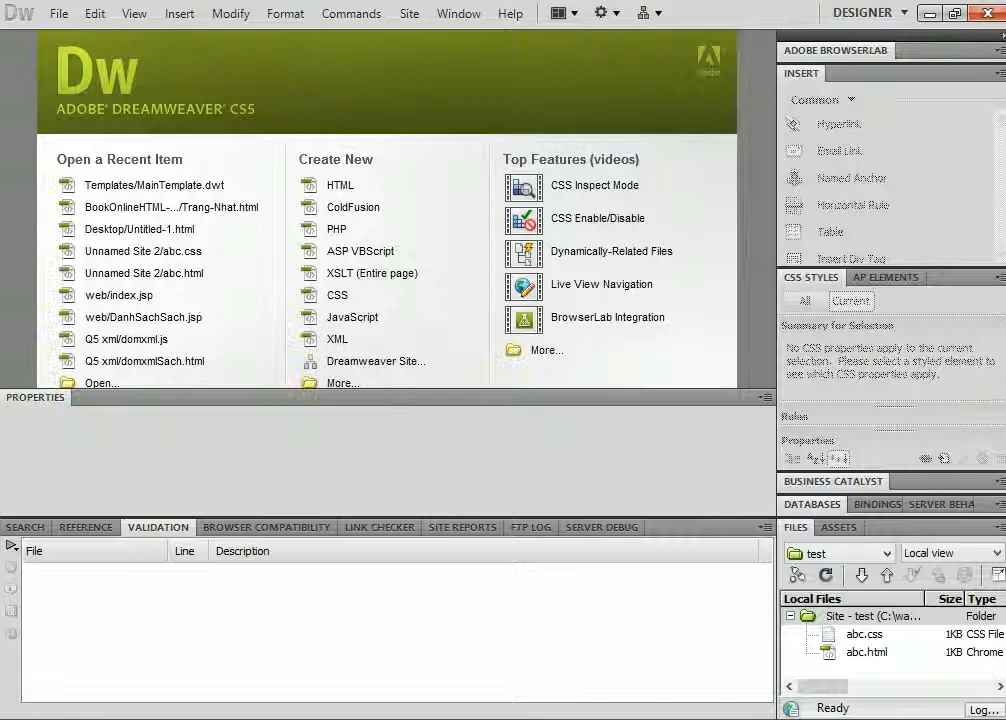 Dw File Edit View Insert Modify Format Commands Site Window Help DESIGNER
Dw
ADOBE® DREAMWEAVER® CS5
Adobe
Open a Recent Item
Templates/MainTemplate.dwt
BookOnlineHTML-.../Trang-Nhat.html
Desktop/Untitled-1.html
Unnamed Site 2/abc.css
Unnamed Site 2/abc.html
web/index.jsp
web/DanhSachSach.jsp
Q5 xml/domxml.js
Q5 xml/domxmlSach.html
Open...
Create New
HTML
ColdFusion
PHP
ASP VBScript
XSLT (Entire page)
CSS
JavaScript
XML
Dreamweaver Site...
More...
Top Features (videos)
CSS Inspect Mode
CSS Enable/Disable
Dynamically-Related Files
Live View Navigation
BrowserLab Integration
More...
PROPERTIES
SEARCH REFERENCE VALIDATION BROWSER COMPATIBILITY LINK CHECKER SITE REPORTS FTP LOG SERVER DEBUG
File Line Description
ADOBE BROWSERLAB
INSERT
Common
Hyperlink
Email Link
Named Anchor
Horizontal Rule
Table
Insert Div Tag
CSS STYLES AP ELEMENTS
All Current
Summary for Selection
No CSS properties apply to the current
selection. Please select a styled element to
see which CSS properties apply.
Rules
Properties
BUSINESS CATALYST
DATABASES BINDINGS SERVER BEHA
FILES ASSETS
test Local view
Local Files Size Type
Site - test (C:\wa... Folder
abc.css 1KB CSS File
abc.html 1KB Chrome
Ready Log...